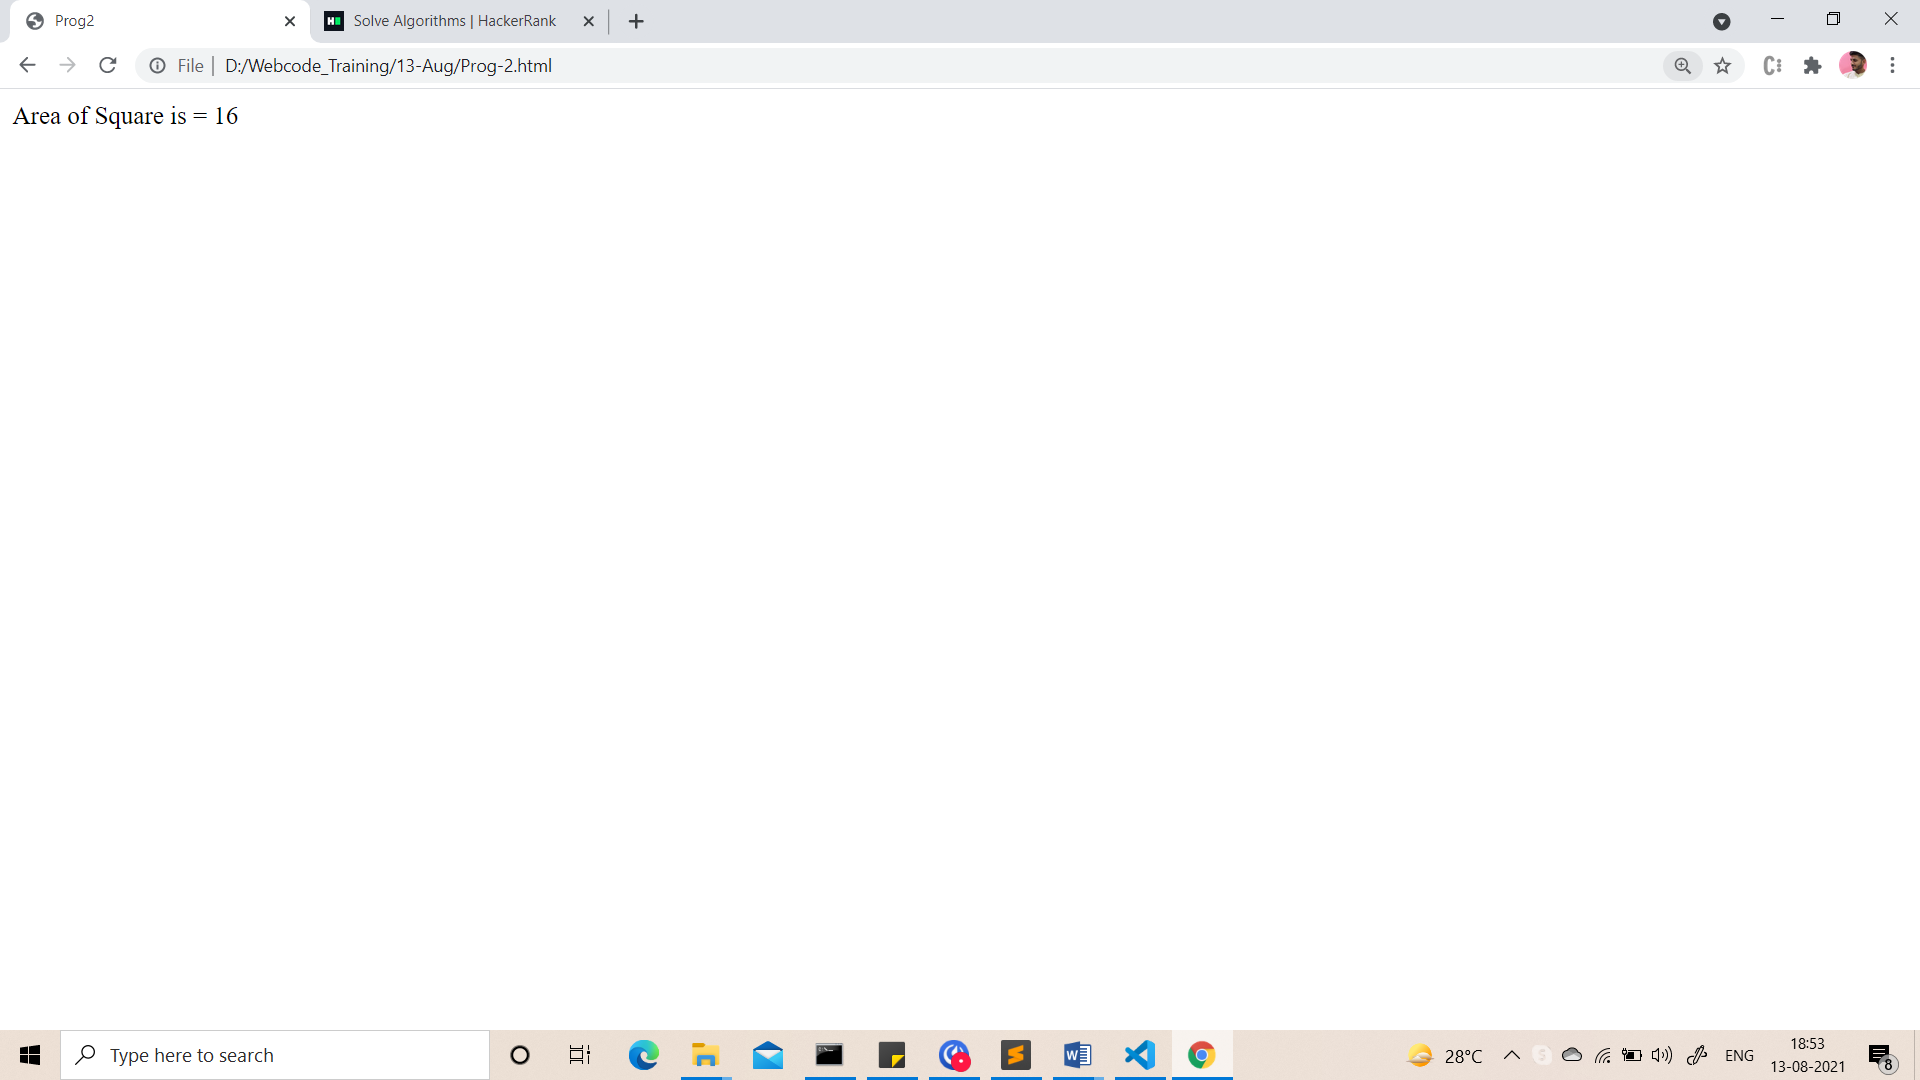 Prog2
Solve Algorithms | HackerRank
File | D:/Webcode_Training/13-Aug/Prog-2.html
Area of Square is = 16
Type here to search
28°C
ENG
18:53
13-08-2021
8